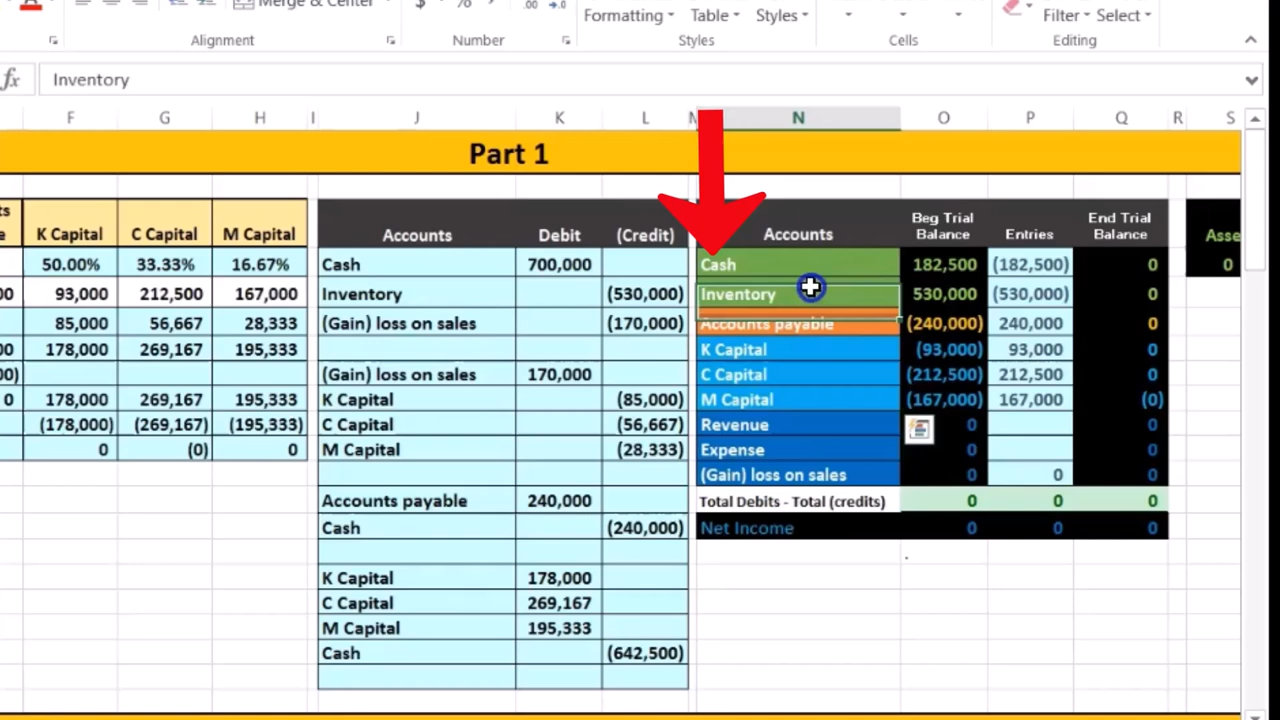 Merge & Center $ % .00 .0
Formatting Table Styles Filter Select
Alignment Number Styles Cells Editing
fx Inventory
F G H I J K L M N O P Q R S
Part 1
ts
e K Capital C Capital M Capital Accounts Debit (Credit) Accounts Beg Trial Balance Entries End Trial Balance Asse
50.00% 33.33% 16.67% Cash 700,000 Cash 182,500 (182,500) 0 0
00 93,000 212,500 167,000 Inventory (530,000) Inventory 530,000 (530,000) 0
85,000 56,667 28,333 (Gain) loss on sales (170,000) Accounts payable (240,000) 240,000 0
00 178,000 269,167 195,333 K Capital (93,000) 93,000 0
00) (Gain) loss on sales 170,000 C Capital (212,500) 212,500 0
0 178,000 269,167 195,333 K Capital (85,000) M Capital (167,000) 167,000 (0)
(178,000) (269,167) (195,333) C Capital (56,667) Revenue 0 0
0 (0) 0 M Capital (28,333) Expense 0 0
(Gain) loss on sales 0 0 0
Accounts payable 240,000 Total Debits - Total (credits) 0 0 0
Cash (240,000) Net Income 0 0 0
K Capital 178,000
C Capital 269,167
M Capital 195,333
Cash (642,500)